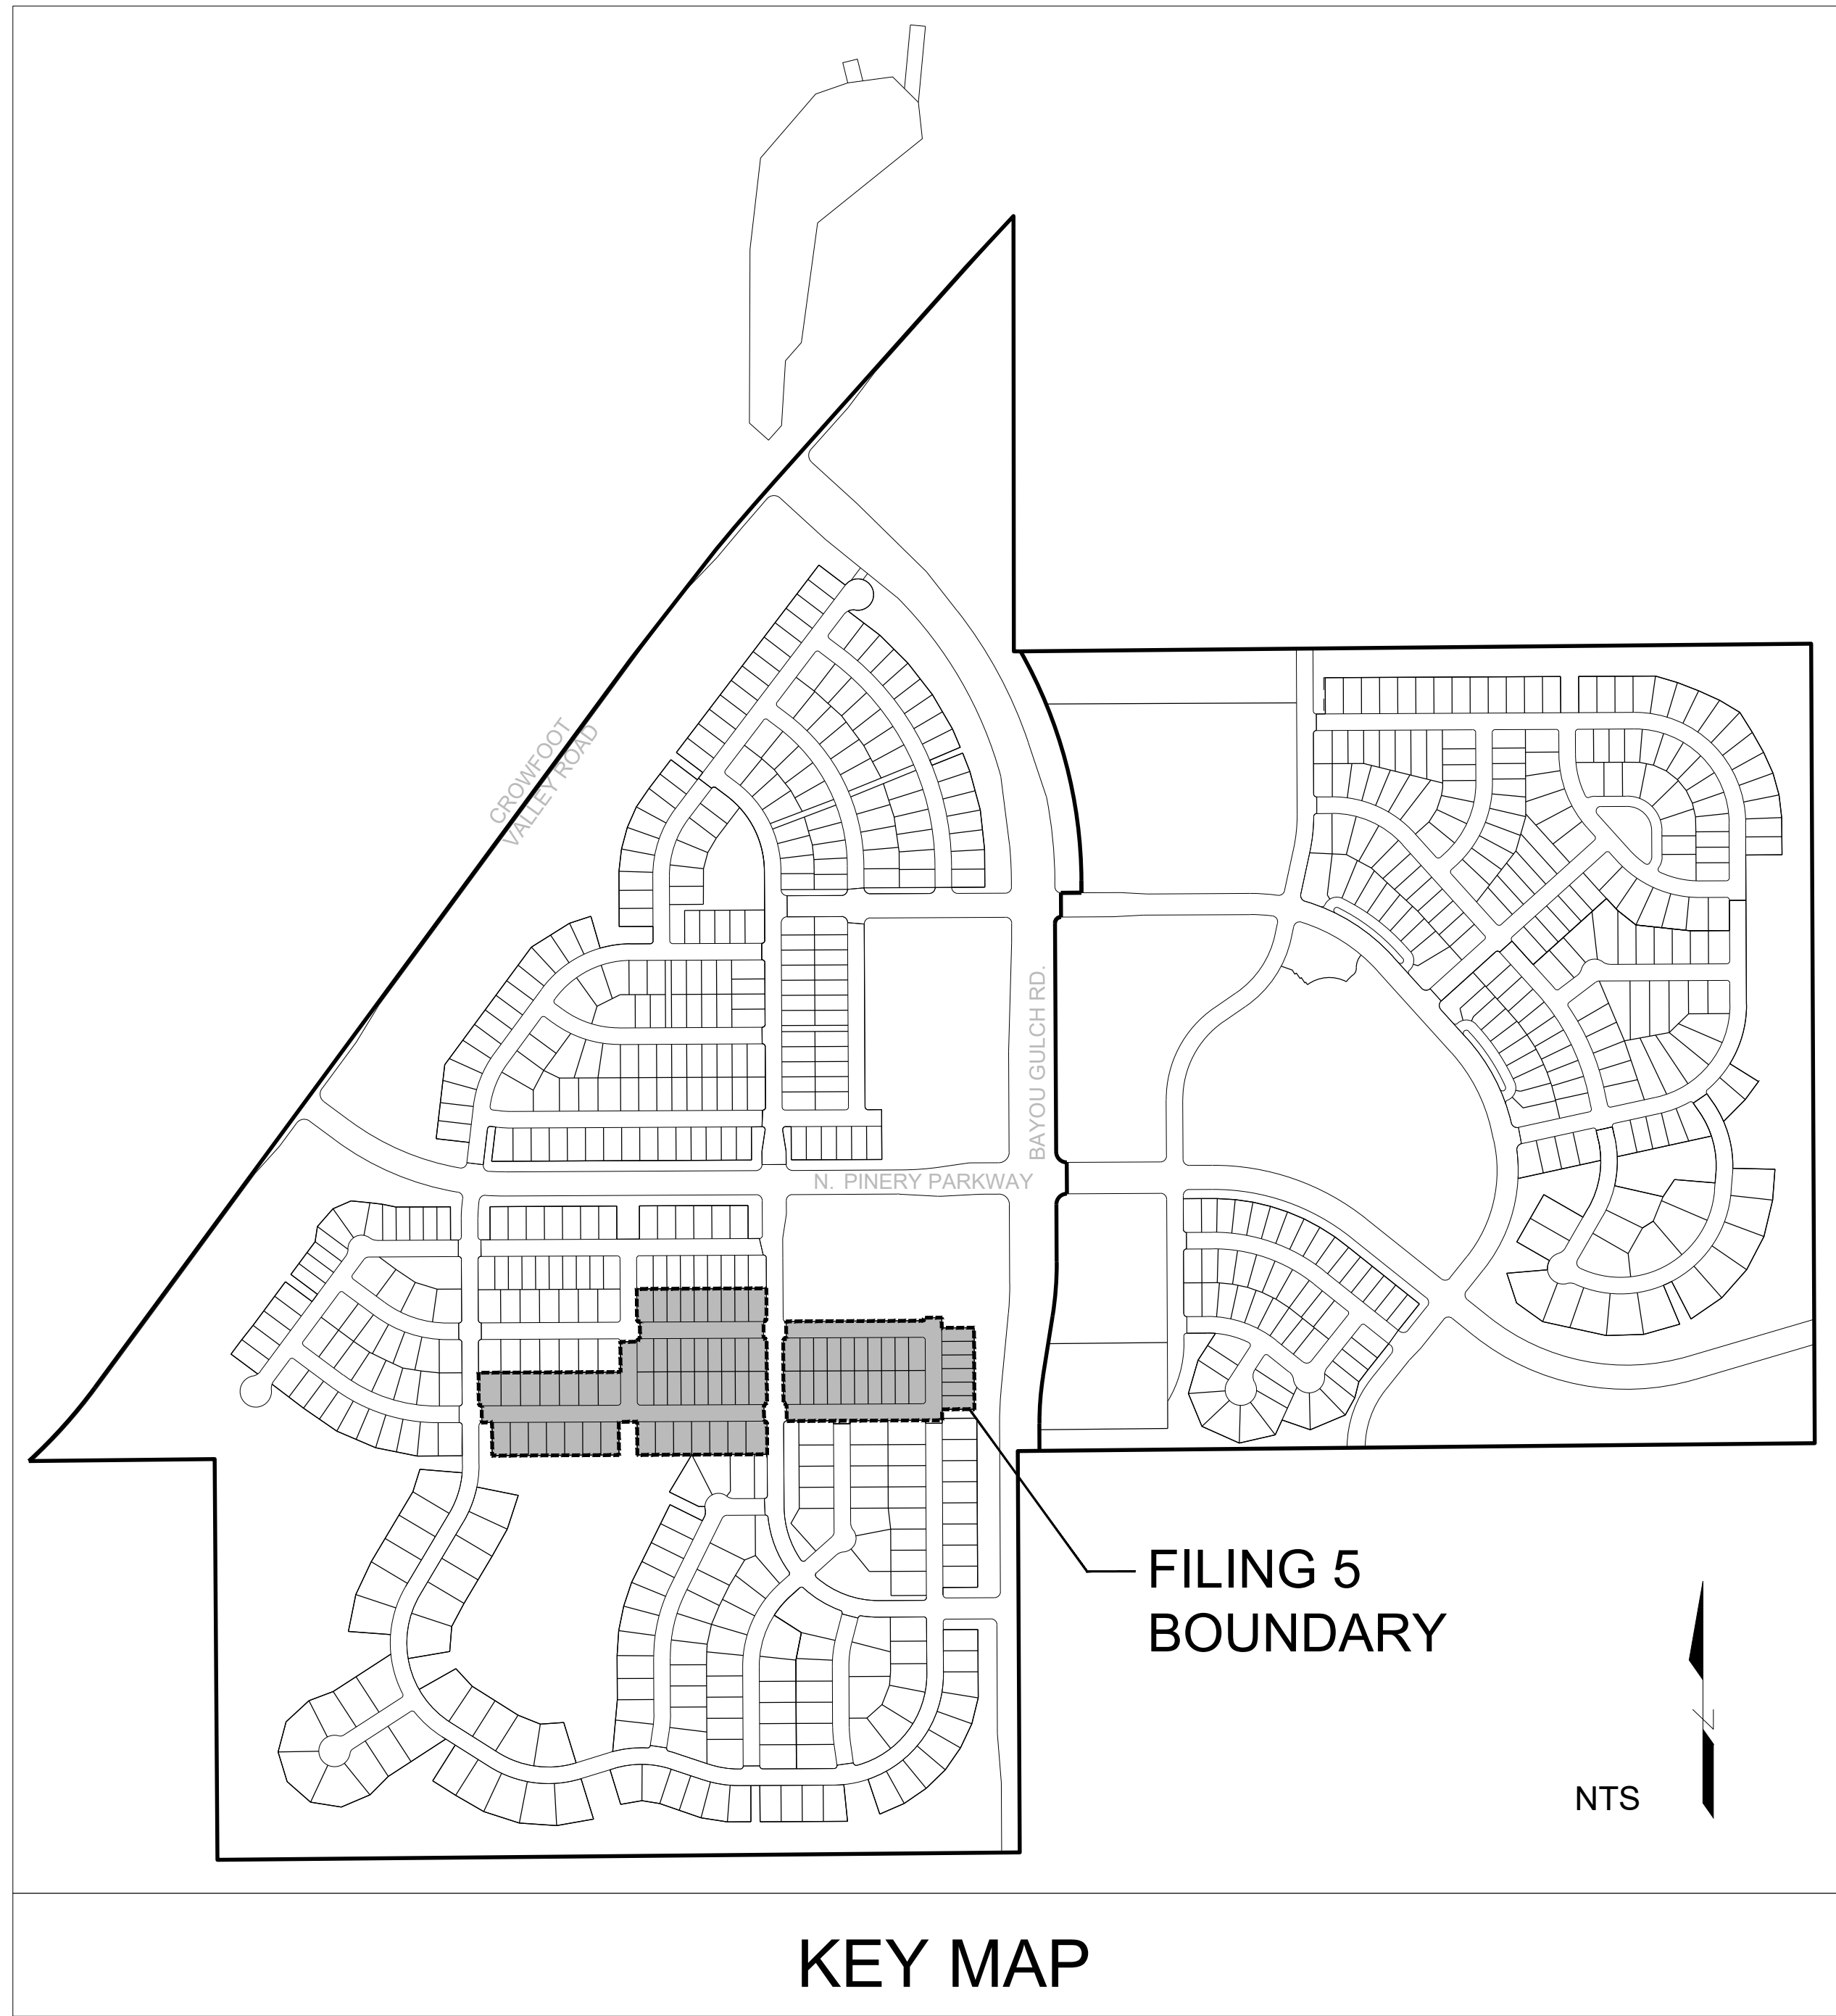 CROWFOOT
VALLEY ROAD
BAYOU GULCH RD.
N. PINERY PARKWAY
FILING 5
BOUNDARY
N
NTS
KEY MAP